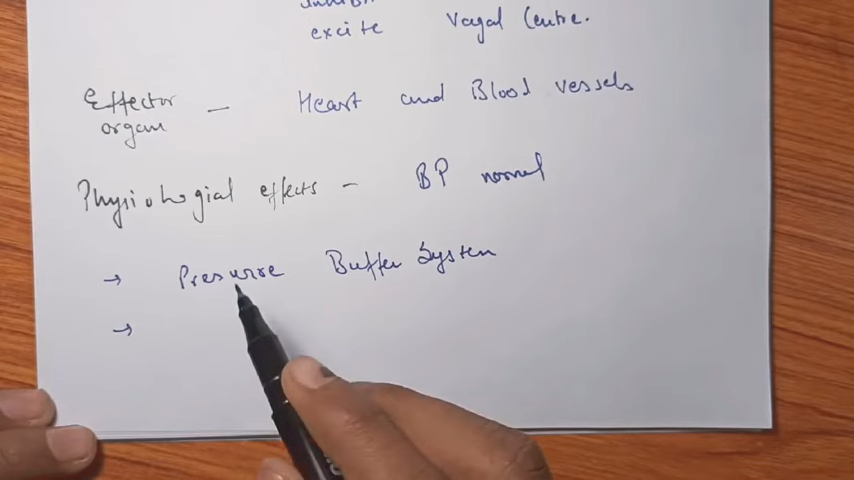 excite Vagal Centre.
Effector – Heart and Blood vessels
organ
Physiological effects – BP normal
→ Pressure Buffer System
→